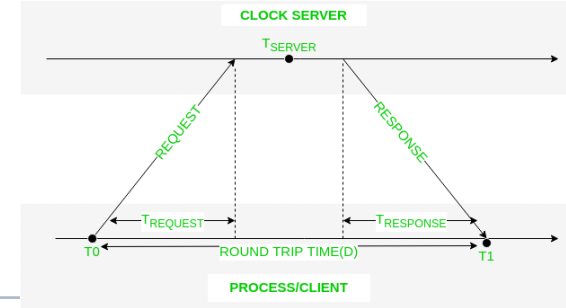 CLOCK SERVER
TSERVER
REQUEST
RESPONSE
TREQUEST
TRESPONSE
T0
ROUND TRIP TIME(D)
T1
PROCESS/CLIENT